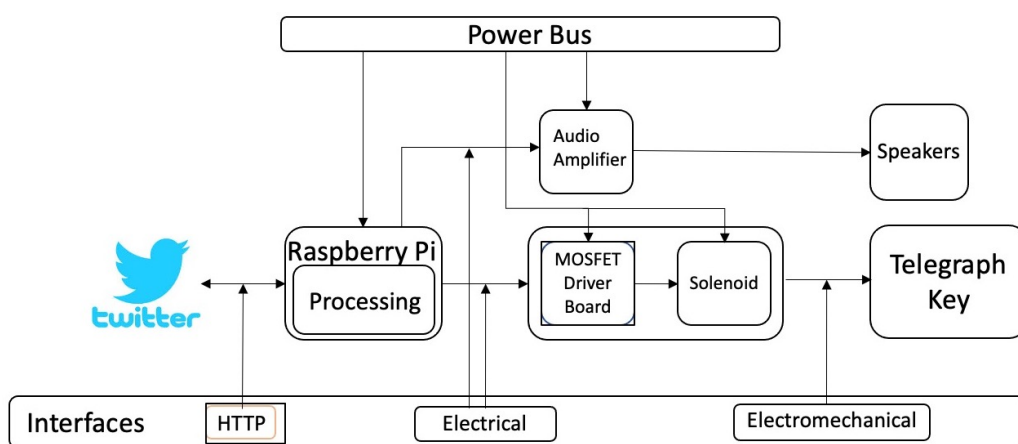 Power Bus
Audio
Amplifier
Speakers
Raspberry Pi
Processing
MOSFET
Driver
Board
Solenoid
Telegraph
Key
twitter
Interfaces
HTTP
Electrical
Electromechanical